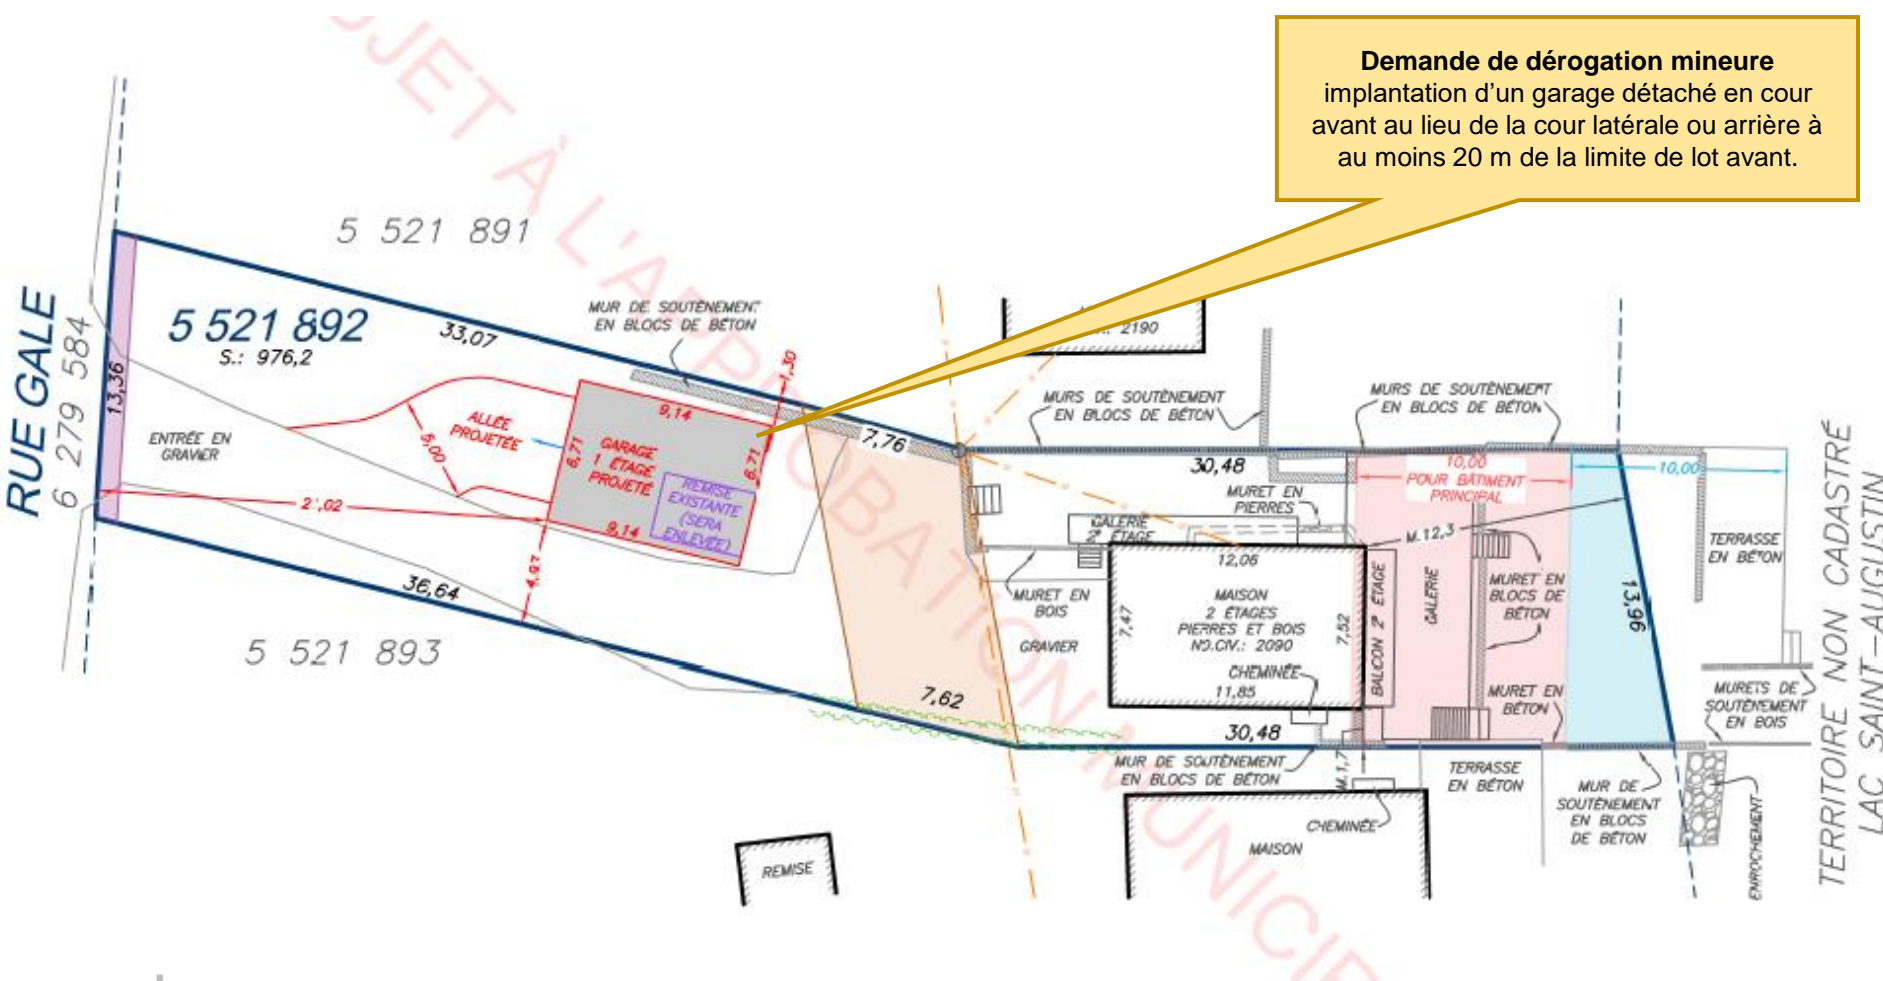 Demande de dérogation mineure
implantation d'un garage détaché en cour
avant au lieu de la cour latérale ou arrière à
au moins 20 m de la limite de lot avant.
RUE GALE
6 279 584
5 521 891
5 521 892
S.: 976,2
33,07
13,36
MUR DE SOUTÈNEMENT
EN BLOCS DE BÉTON
1,30
ENTRÉE EN
GRAVIER
ALLÉE
PROJETÉE
5,00
9,14
6,71
GARAGE
1 ÉTAGE
PROJETÉ
6,71
REMISE
EXISTANTE
(SERA
ENLEVÉE)
9,14
4,97
36,64
5 521 893
7,76
7,62
2190
MURS DE SOUTÈNEMENT
EN BLOCS DE BÉTON
MURS DE SOUTÈNEMENT
EN BLOCS DE BÉTON
30,48
MURET EN
PIERRES
10,00
POUR BÂTIMENT
PRINCIPAL
10,00
GALERIE
2e ÉTAGE
M.12,3
TERRASSE
EN BÉTON
12,06
MAISON
2 ÉTAGES
PIERRES ET BOIS
NO.CIV.: 2090
7,47
7,52
11,85
CHEMINÉE
MURET EN
BOIS
GRAVIER
BALCON 2e ÉTAGE
GALERIE
MURET EN
BLOCS DE
BÉTON
13,96
MURET EN
BÉTON
MURETS DE
SOUTÈNEMENT
EN BOIS
30,48
MUR DE SOUTÈNEMENT
EN BLOCS DE BÉTON
M.1,7
TERRASSE
EN BÉTON
MUR DE
SOUTÈNEMENT
EN BLOCS
DE BÉTON
CHEMINÉE
MAISON
REMISE
ENROCHEMENT
TERRITOIRE NON CADASTRÉ
LAC SAINT-AUGUSTIN
OJET À L'APPROBATION MUNICIP